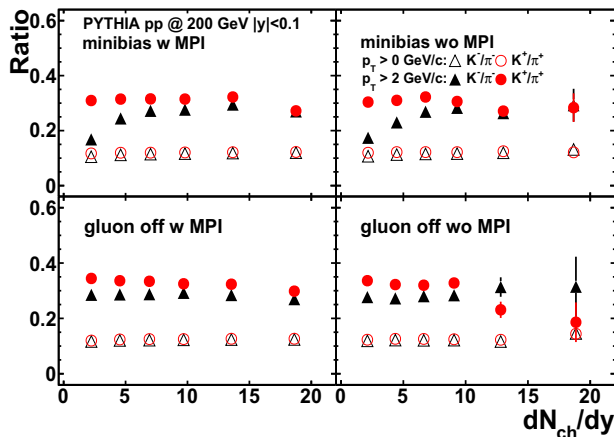 Ratio
PYTHIA pp @ 200 GeV |y|<0.1
minibias w MPI
minibias wo MPI
p_T > 0 GeV/c: △ K⁻/π⁻ ○ K⁺/π⁺
p_T > 2 GeV/c: ▲ K⁻/π⁻ ● K⁺/π⁺
0.6
0.4
0.2
0
gluon off w MPI
gluon off wo MPI
0.6
0.4
0.2
0
0 5 10 15 20
0 5 10 15 20
dN_ch/dy